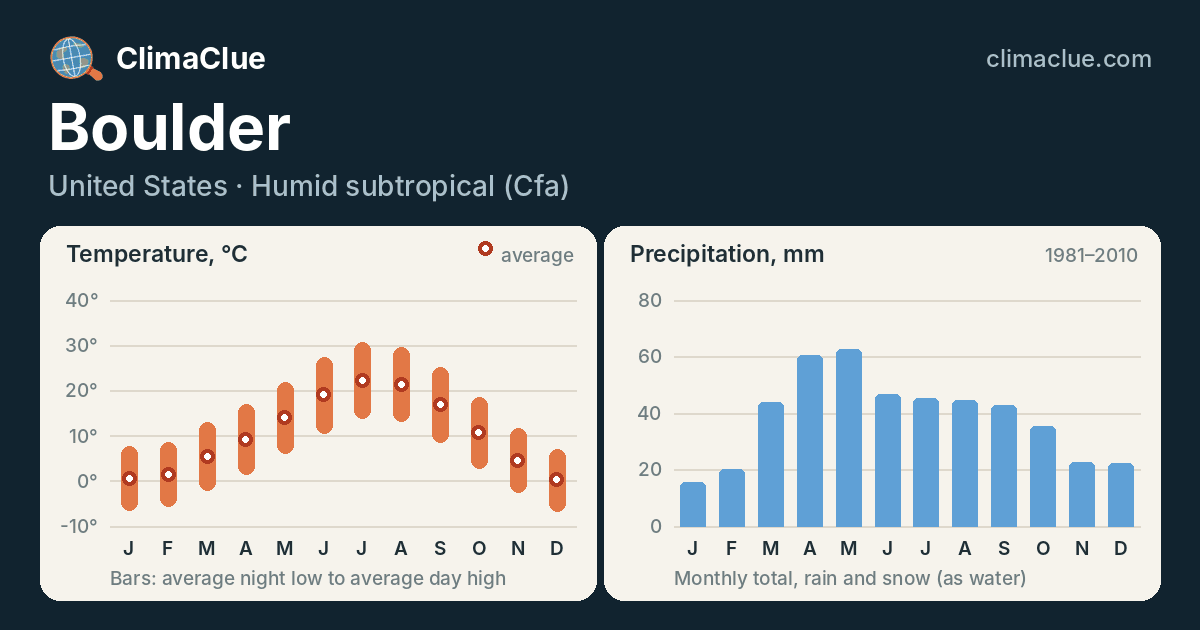 ClimaClue
climaclue.com
Boulder
United States · Humid subtropical (Cfa)
Temperature, °C
average
40°
30°
20°
10°
0°
-10°
J F M A M J J A S O N D
Bars: average night low to average day high
Precipitation, mm
1981–2010
80
60
40
20
0
J F M A M J J A S O N D
Monthly total, rain and snow (as water)